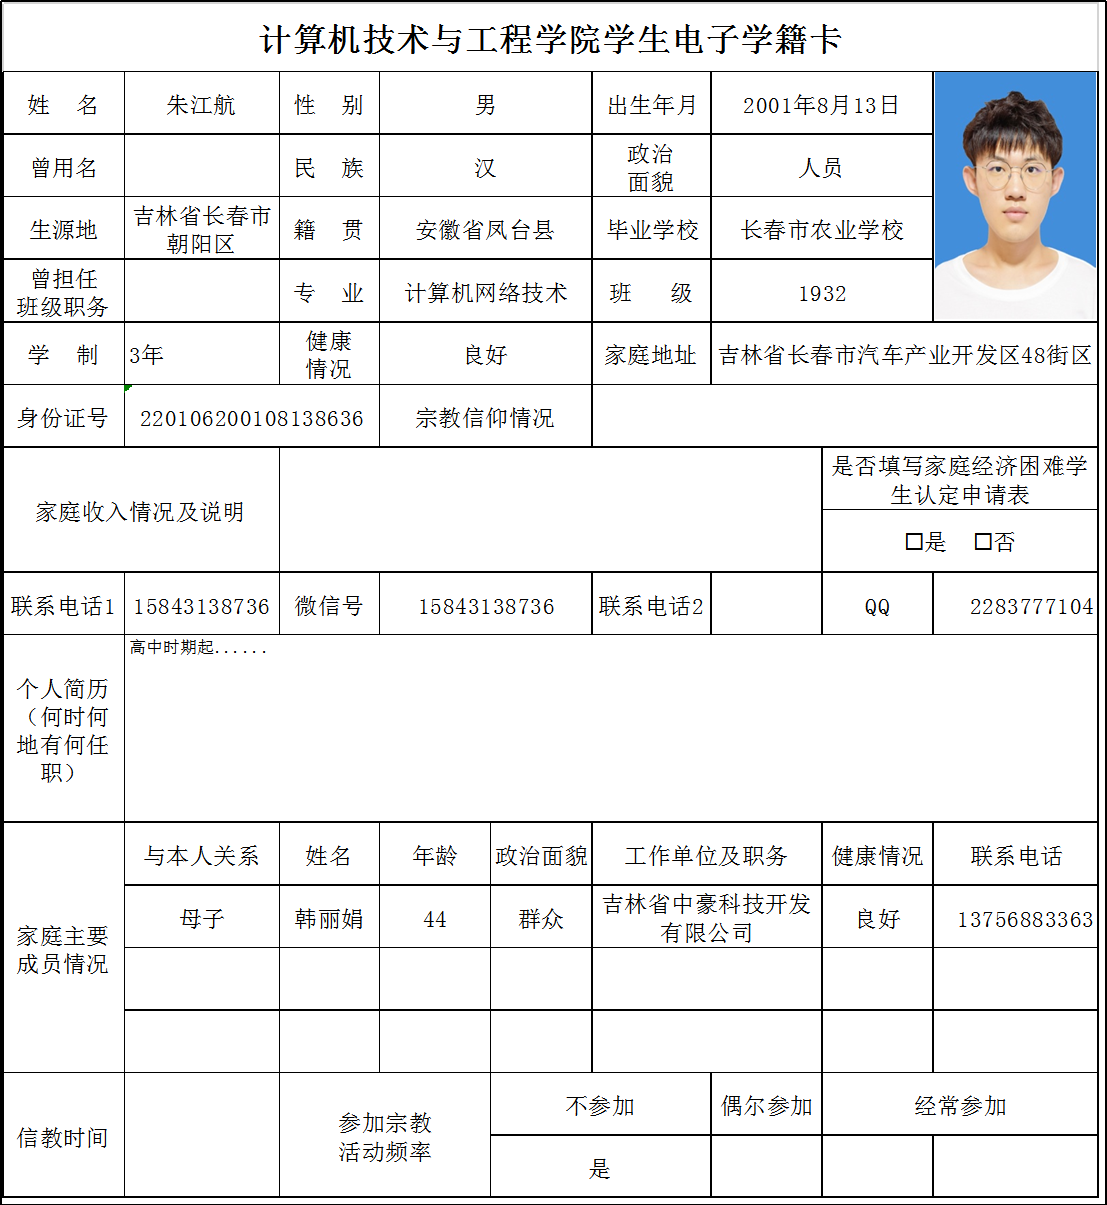 计算机技术与工程学院学生电子学籍卡
姓 名 朱江航 性 别 男 出生年月 2001年8月13日
曾用名 民 族 汉 政治面貌 人员
生源地 吉林省长春市朝阳区 籍 贯 安徽省凤台县 毕业学校 长春市农业学校
曾担任班级职务 专 业 计算机网络技术 班 级 1932
学 制 3年 健康情况 良好 家庭地址 吉林省长春市汽车产业开发区48街区
身份证号 220106200108138636 宗教信仰情况
家庭收入情况及说明
是否填写家庭经济困难学
生认定申请表
☐是 ☐否
联系电话1 15843138736 微信号 15843138736 联系电话2 QQ 2283777104
个人简历
（何时何
地有何任
职）
高中时期起......
家庭主要
成员情况
与本人关系 姓名 年龄 政治面貌 工作单位及职务 健康情况 联系电话
母子 韩丽娟 44 群众 吉林省中豪科技开发有限公司 良好 13756883363
信教时间
参加宗教
活动频率
不参加 偶尔参加 经常参加
是